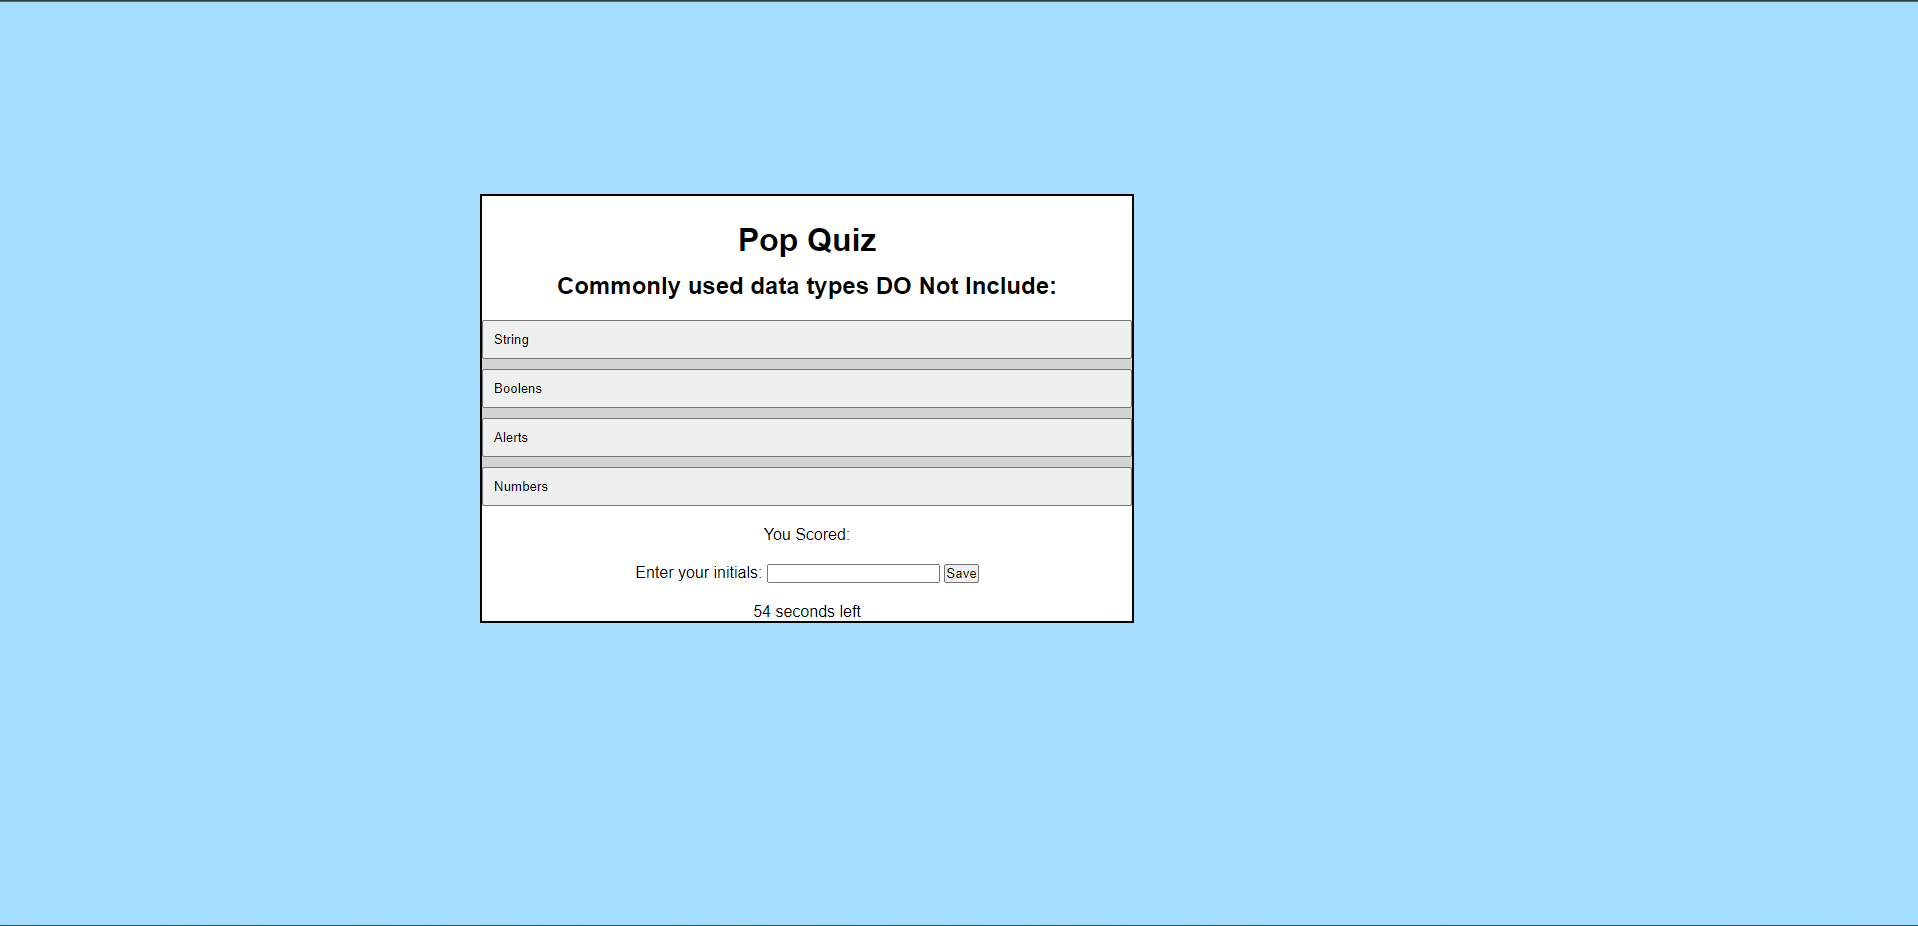 Pop Quiz
Commonly used data types DO Not Include:
String
Boolens
Alerts
Numbers
You Scored:
Enter your initials: Save
54 seconds left